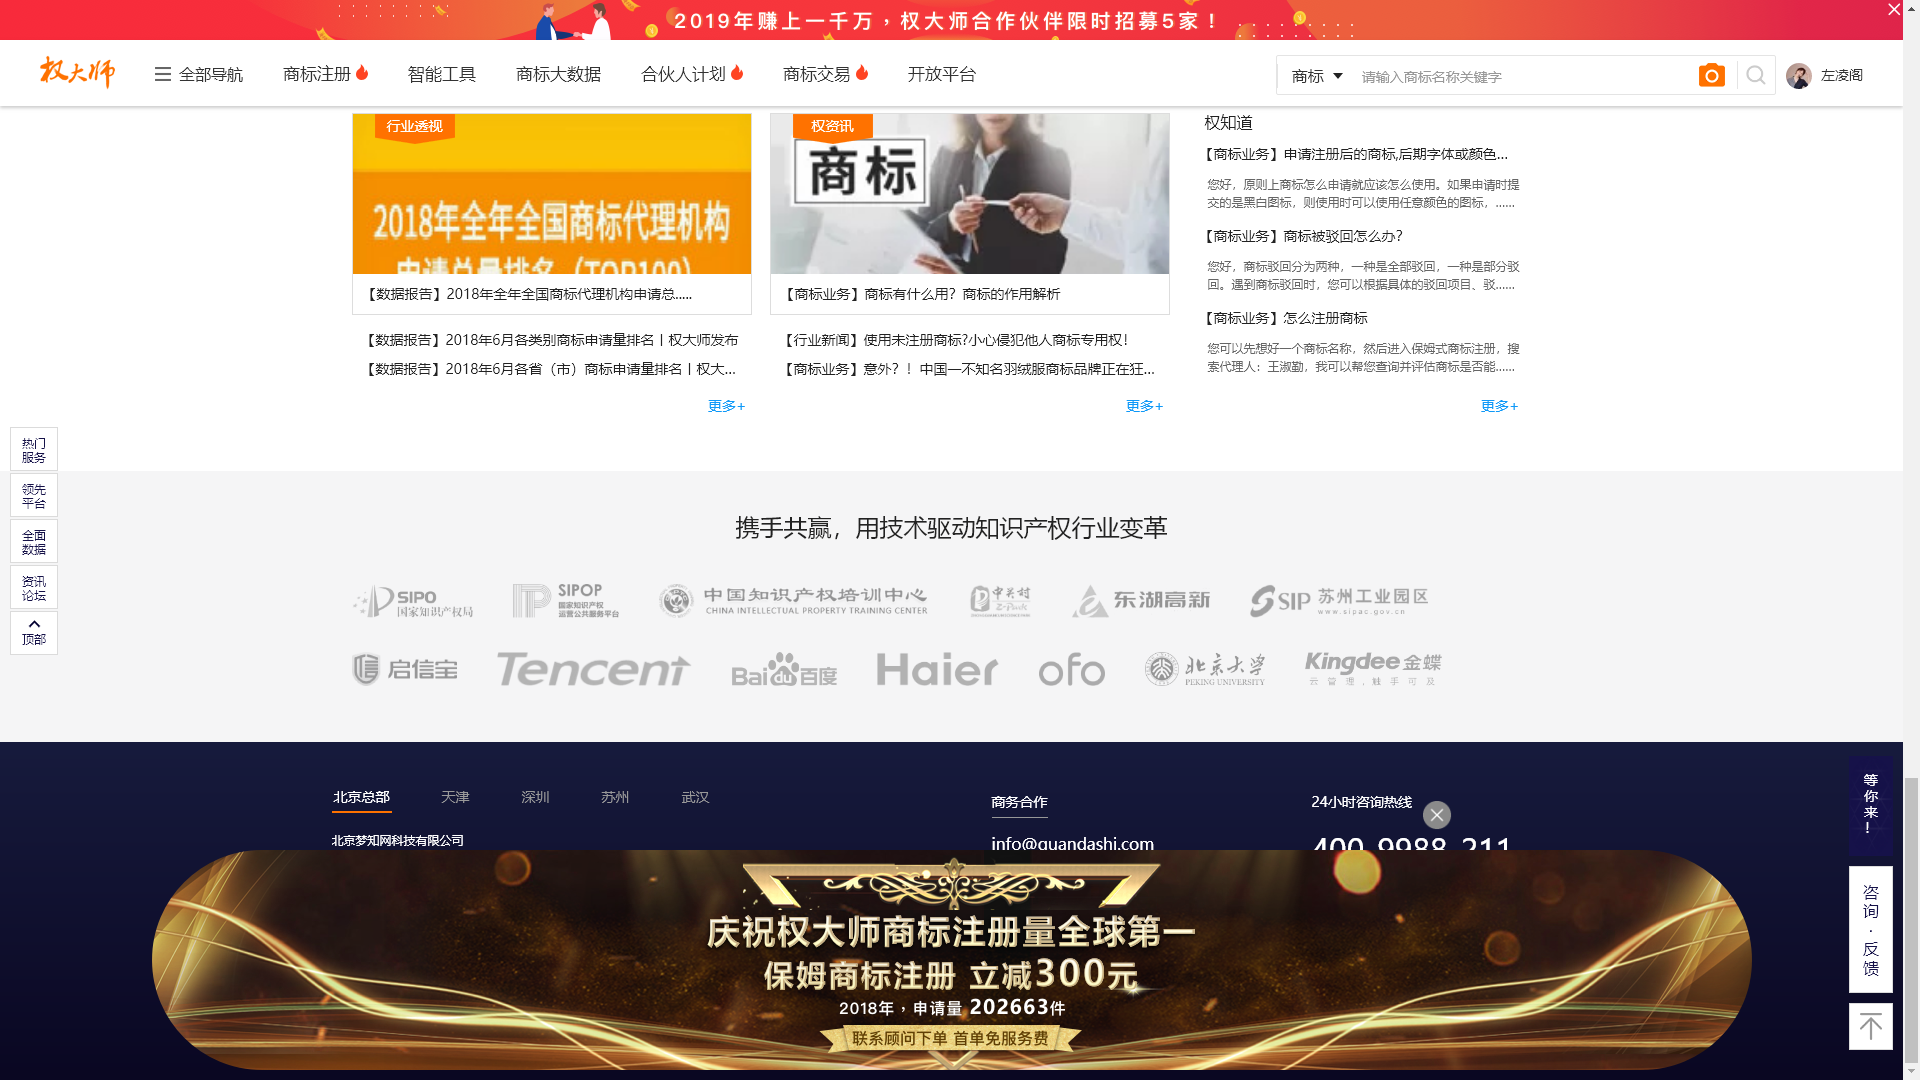 2019年赚上一千万，权大师合作伙伴限时招募5家！
权大师
全部导航
商标注册
智能工具
商标大数据
合伙人计划
商标交易
开放平台
商标
请输入商标名称关键字
左凌阁
行业透视
2018年全年全国商标代理机构
申请总量排名（TOP100）
【数据报告】2018年全年全国商标代理机构申请总.....
【数据报告】2018年6月各类别商标申请量排名丨权大师发布
【数据报告】2018年6月各省（市）商标申请量排名丨权大...
更多+
权资讯
商标
【商标业务】商标有什么用？商标的作用解析
【行业新闻】使用未注册商标?小心侵犯他人商标专用权！
【商标业务】意外？！中国一不知名羽绒服商标品牌正在狂...
更多+
权知道
【商标业务】申请注册后的商标,后期字体或颜色...
您好，原则上商标怎么申请就应该怎么使用。如果申请时提
交的是黑白图标，则使用时可以使用任意颜色的图标，......
【商标业务】商标被驳回怎么办？
您好，商标驳回分为两种，一种是全部驳回，一种是部分驳
回。遇到商标驳回时，您可以根据具体的驳回项目、驳......
【商标业务】怎么注册商标
您可以先想好一个商标名称，然后进入保姆式商标注册，搜
索代理人：王淑勤，我可以帮您查询并评估商标是否能......
更多+
热门
服务
领先
平台
全面
数据
资讯
论坛
顶部
携手共赢，用技术驱动知识产权行业变革
SIPO
国家知识产权局
SIPOP
国家知识产权
运营公共服务平台
中国知识产权培训中心
CHINA INTELLECTUAL PROPERTY TRAINING CENTER
中关村
Z-Park
东湖高新
SIP 苏州工业园区
www.sipac.gov.cn
启信宝
Tencent
Baidu百度
Haier
ofo
北京大学
PEKING UNIVERSITY
Kingdee金蝶
云 管 理 , 触 手 可 及
北京总部
天津
深圳
苏州
武汉
北京梦知网科技有限公司
商务合作
info@quandashi.com
24小时咨询热线
400-9988-211
庆祝权大师商标注册量全球第一
保姆商标注册 立减300元
2018年，申请量 202663件
联系顾问下单 首单免服务费
等你来！
咨询·反馈